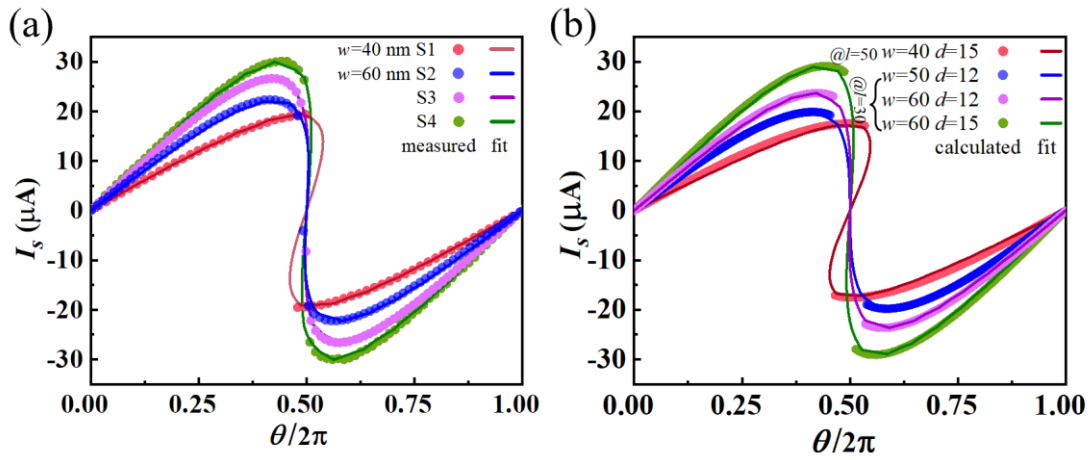 (a)
w=40 nm S1
w=60 nm S2
S3
S4
measured fit
30
20
10
0
-10
-20
-30
I_s (μA)
0.00 0.25 0.50 0.75 1.00
θ/2π
(b)
@l=50 w=40 d=15
@l=30
w=50 d=12
w=60 d=12
w=60 d=15
calculated fit
30
20
10
0
-10
-20
-30
I_s (μA)
0.00 0.25 0.50 0.75 1.00
θ/2π